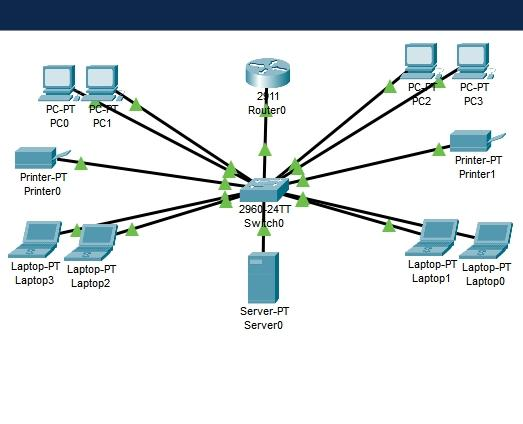 PC-PT
PC0
PC-PT
PC1
2911
Router0
PC-PT
PC2
PC-PT
PC3
Printer-PT
Printer0
Printer-PT
Printer1
2960-24TT
Switch0
Laptop-PT
Laptop3
Laptop-PT
Laptop2
Laptop-PT
Laptop1
Laptop-PT
Laptop0
Server-PT
Server0